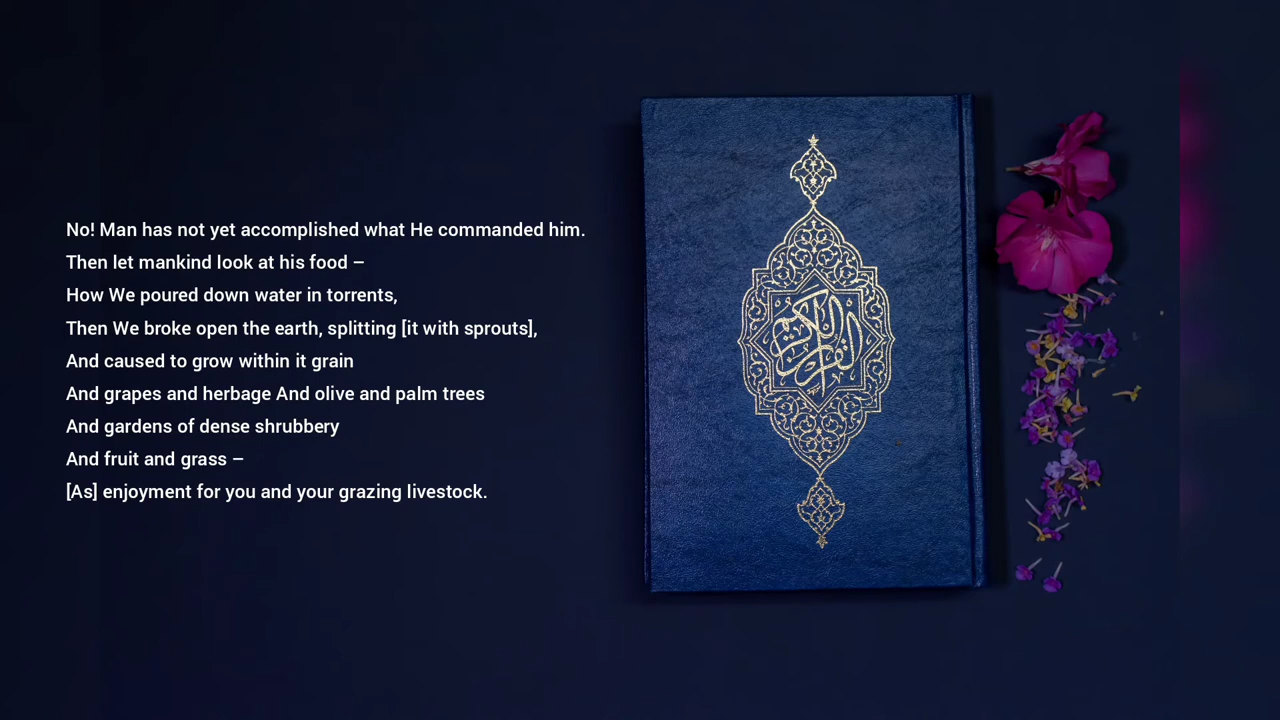 No! Man has not yet accomplished what He commanded him.
Then let mankind look at his food –
How We poured down water in torrents,
Then We broke open the earth, splitting [it with sprouts],
And caused to grow within it grain
And grapes and herbage And olive and palm trees
And gardens of dense shrubbery
And fruit and grass –
[As] enjoyment for you and your grazing livestock.
القرآن الكريم